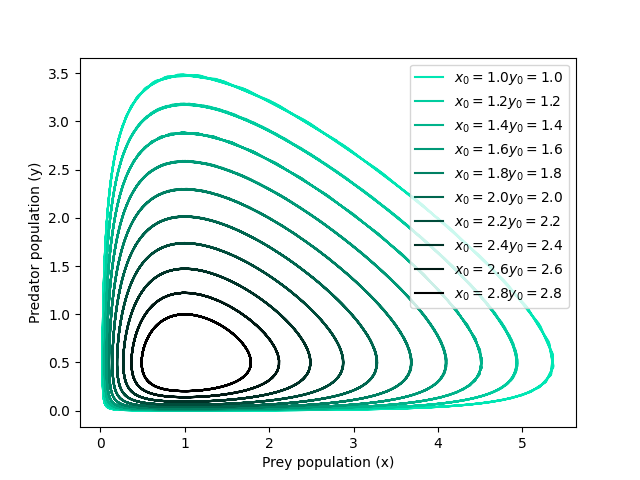 3.5
3.0
2.5
2.0
1.5
1.0
0.5
0.0
Predator population (y)
x₀ = 1.0y₀ = 1.0
x₀ = 1.2y₀ = 1.2
x₀ = 1.4y₀ = 1.4
x₀ = 1.6y₀ = 1.6
x₀ = 1.8y₀ = 1.8
x₀ = 2.0y₀ = 2.0
x₀ = 2.2y₀ = 2.2
x₀ = 2.4y₀ = 2.4
x₀ = 2.6y₀ = 2.6
x₀ = 2.8y₀ = 2.8
0 1 2 3 4 5
Prey population (x)